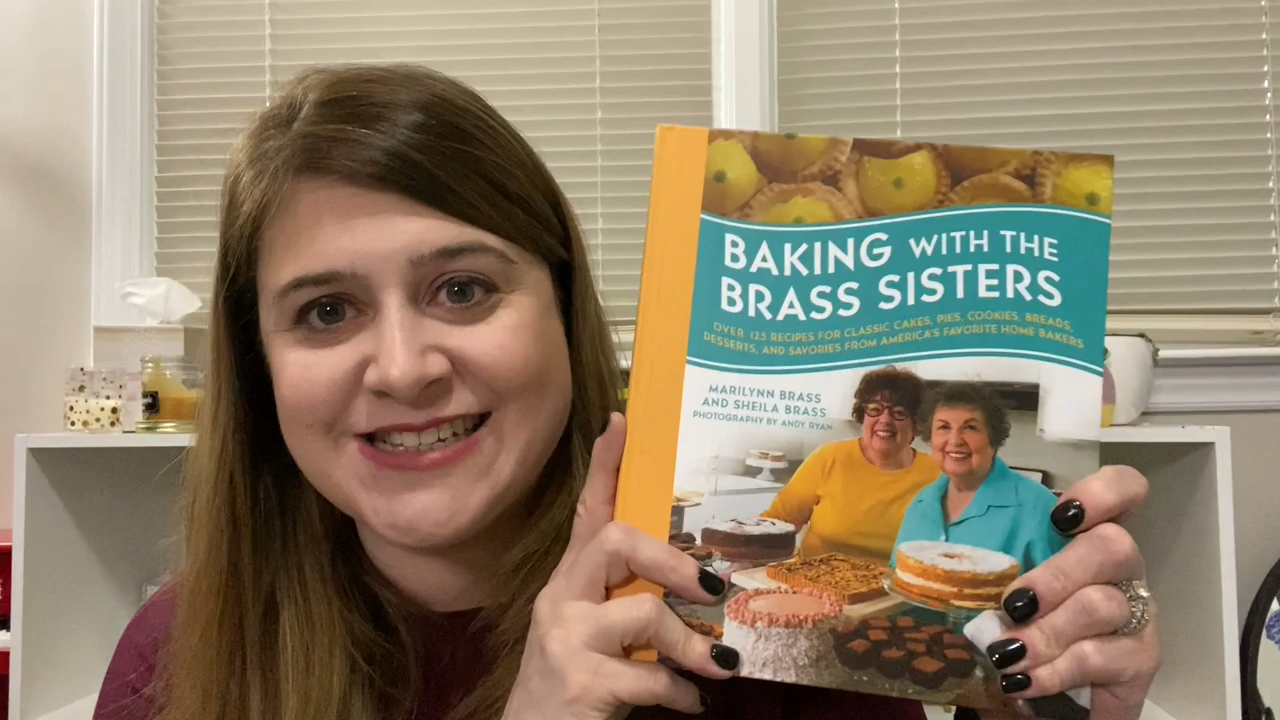 BAKING WITH THE
BRASS SISTERS
OVER 125 RECIPES FOR CLASSIC CAKES, PIES, COOKIES, BREADS,
DESSERTS, AND SAVORIES FROM AMERICA'S FAVORITE HOME BAKERS
MARILYNN BRASS
AND SHEILA BRASS
PHOTOGRAPHY BY ANDY RYAN